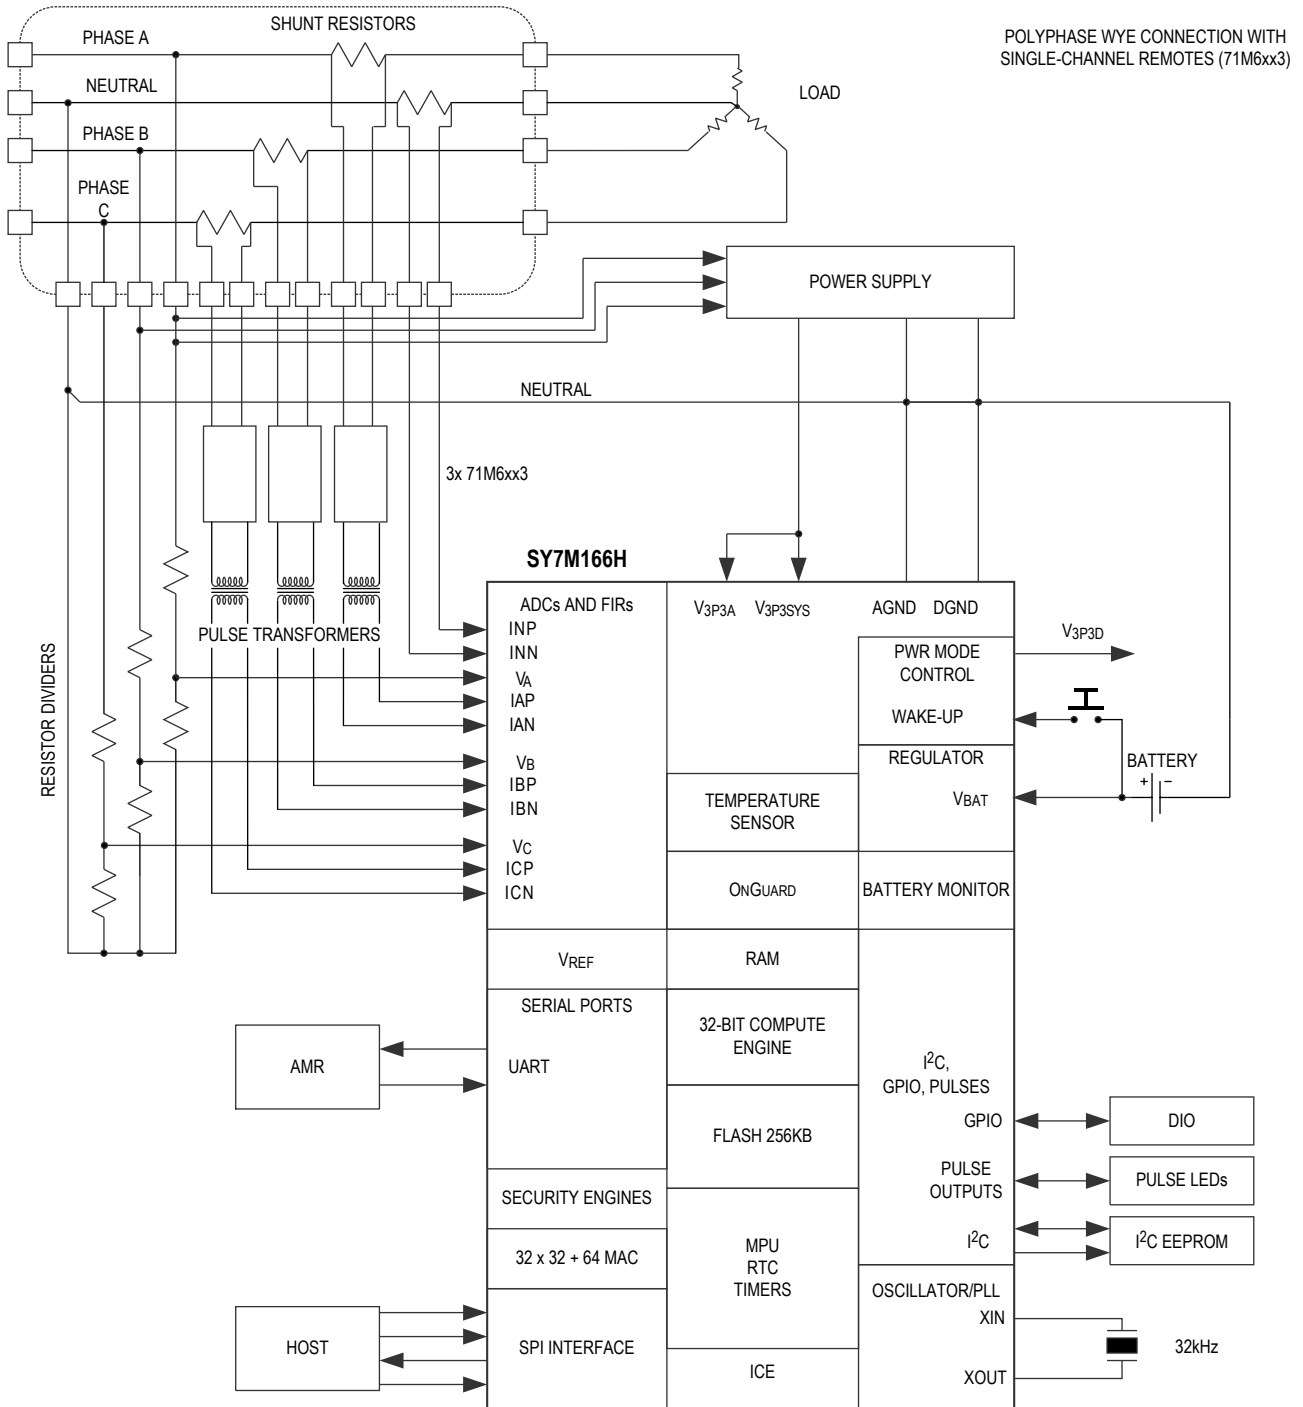 SHUNT RESISTORS
POLYPHASE WYE CONNECTION WITH
SINGLE-CHANNEL REMOTES (71M6xx3)
PHASE A
NEUTRAL
LOAD
PHASE B
PHASE
C
POWER SUPPLY
NEUTRAL
3x 71M6xx3
SY7M166H
ADCs AND FIRs
INP
INN
VA
IAP
IAN
VB
IBP
IBN
VC
ICP
ICN
PULSE TRANSFORMERS
RESISTOR DIVIDERS
V3P3A
V3P3SYS
AGND
DGND
PWR MODE
CONTROL
V3P3D
WAKE-UP
REGULATOR
BATTERY
+
−
VBAT
TEMPERATURE
SENSOR
ONGUARD
BATTERY MONITOR
VREF
RAM
SERIAL PORTS
UART
AMR
32-BIT COMPUTE
ENGINE
I2C,
GPIO, PULSES
GPIO
DIO
FLASH 256KB
PULSE
OUTPUTS
PULSE LEDs
SECURITY ENGINES
I2C
I2C EEPROM
32 x 32 + 64 MAC
MPU
RTC
TIMERS
OSCILLATOR/PLL
XIN
HOST
SPI INTERFACE
32kHz
ICE
XOUT